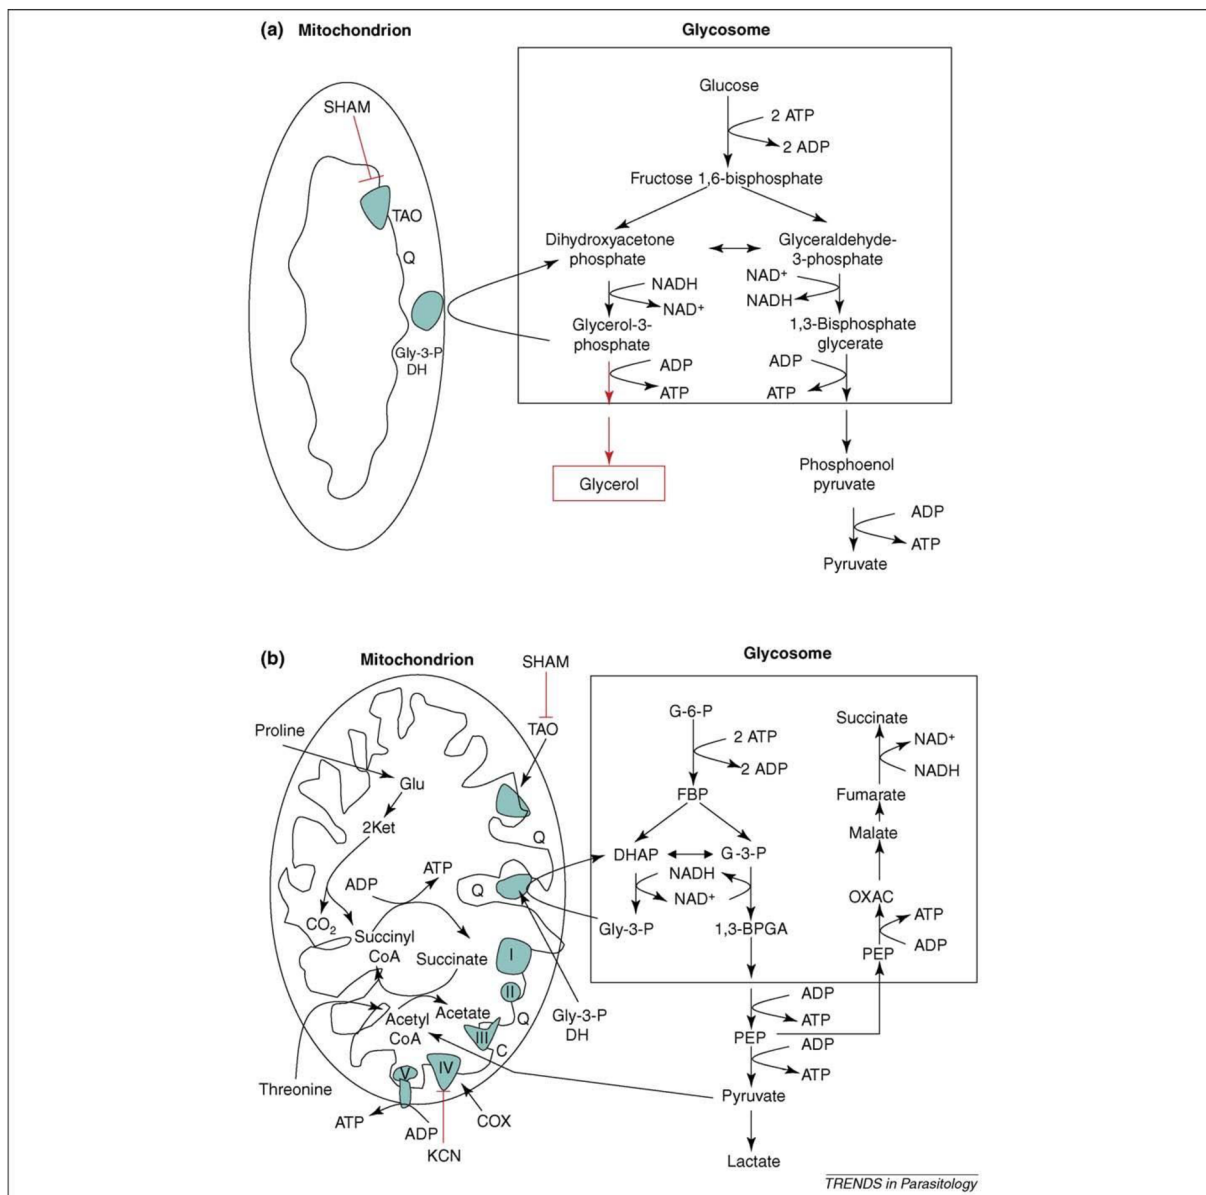 (a) Mitochondrion
Glycosome
SHAM
TAO
Q
Gly-3-P
DH
Glucose
2 ATP
2 ADP
Fructose 1,6-bisphosphate
Dihydroxyacetone
phosphate
Glyceraldehyde-
3-phosphate
NADH
NAD+
NAD+
NADH
Glycerol-3-
phosphate
1,3-Bisphosphate
glycerate
ADP
ATP
ADP
ATP
Glycerol
Phosphoenol
pyruvate
ADP
ATP
Pyruvate
(b)
Mitochondrion
SHAM
Glycosome
TAO
Proline
Glu
2Ket
Q
ADP
ATP
Q
CO2
Succinyl
CoA
Succinate
I
II
Q
Acetate
Acetyl
CoA
III
C
Gly-3-P
DH
Threonine
V
IV
ATP
ADP
COX
KCN
G-6-P
2 ATP
2 ADP
FBP
DHAP
G-3-P
NADH
NAD+
Gly-3-P
1,3-BPGA
Succinate
NAD+
NADH
Fumarate
Malate
OXAC
ATP
ADP
PEP
ADP
ATP
PEP
ADP
ATP
Pyruvate
Lactate
TRENDS in Parasitology